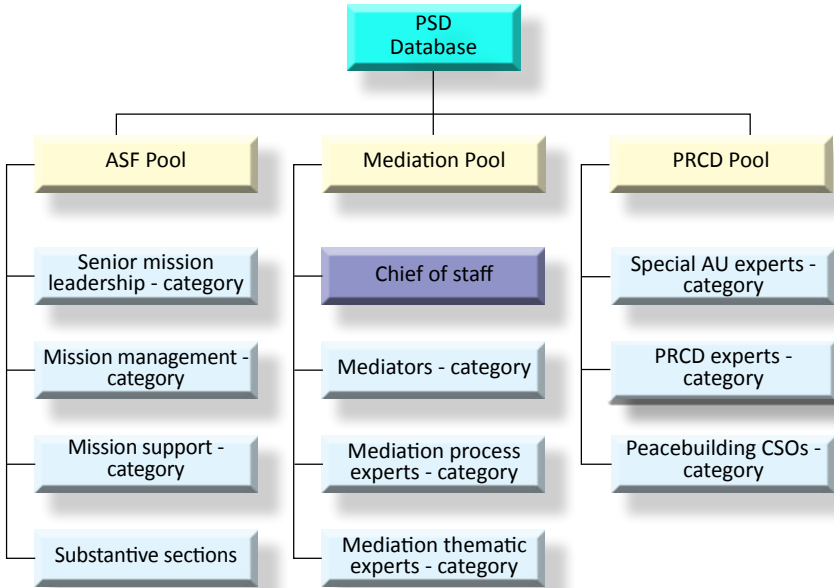 PSD
Database
ASF Pool
Mediation Pool
PRCD Pool
Senior mission
leadership - category
Chief of staff
Special AU experts -
category
Mission management -
category
Mediators - category
PRCD experts -
category
Mission support -
category
Mediation process
experts - category
Peacebuilding CSOs -
category
Substantive sections
Mediation thematic
experts - category